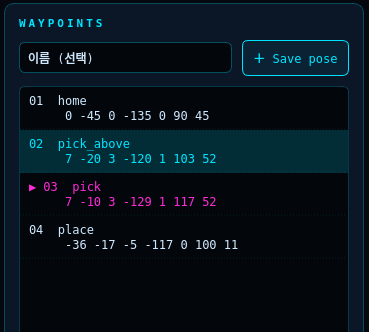 WAYPOINTS
이름 (선택)
+ Save pose
01 home
0 -45 0 -135 0 90 45
02 pick_above
7 -20 3 -120 1 103 52
▶ 03 pick
7 -10 3 -129 1 117 52
04 place
-36 -17 -5 -117 0 100 11